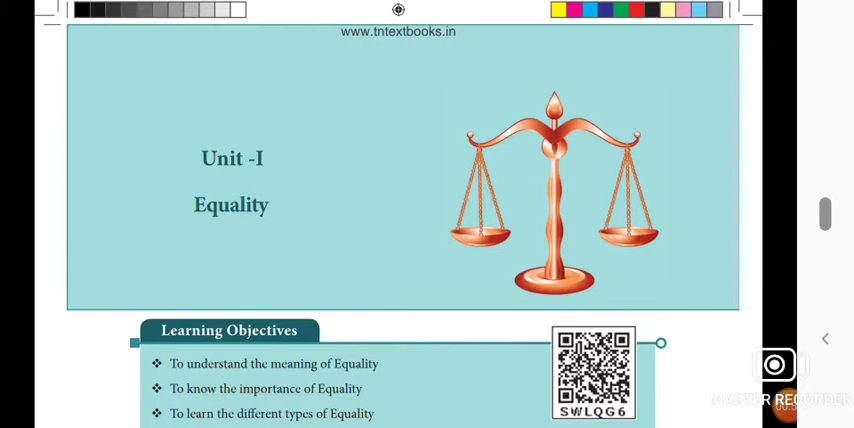 www.tntextbooks.in
Unit -I
Equality
Learning Objectives
❖ To understand the meaning of Equality
❖ To know the importance of Equality
❖ To learn the different types of Equality
SWLQG6
MASTER RECORDER